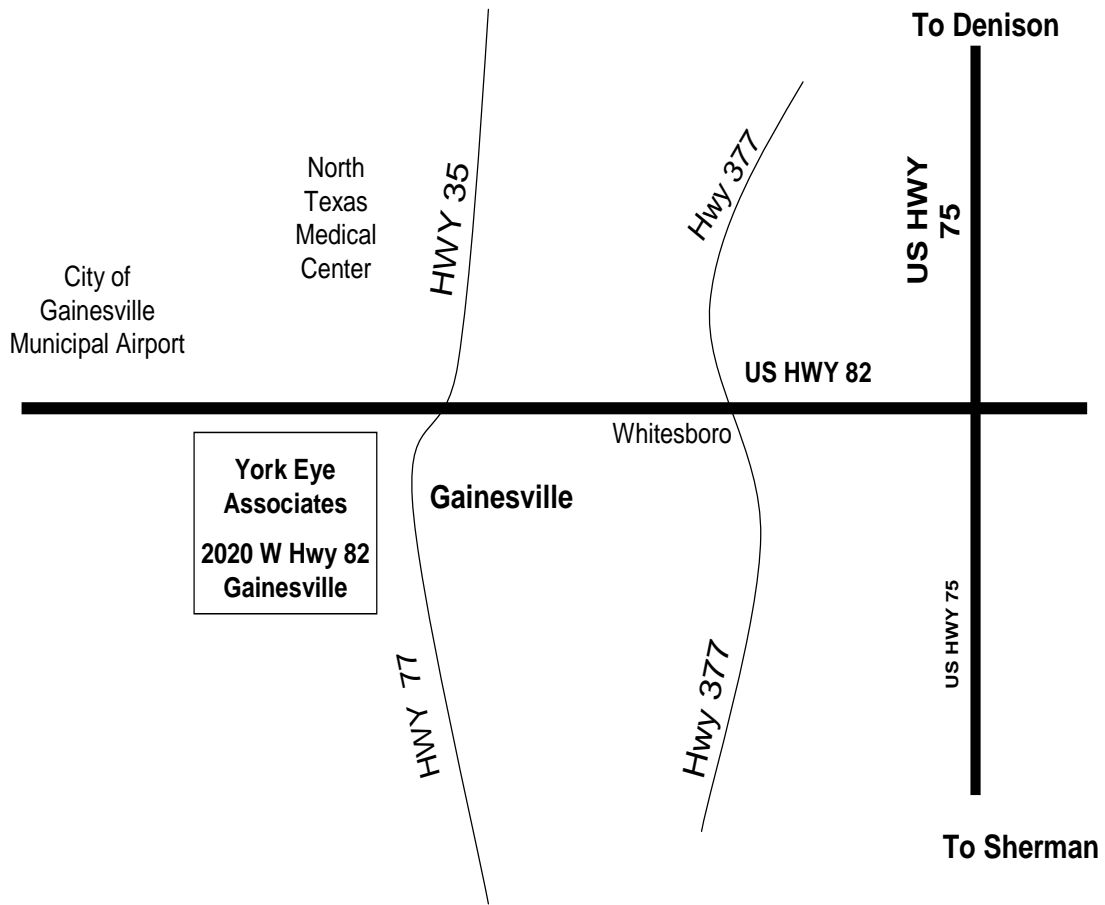 To Denison
North
Texas
Medical
Center
HWY 35
Hwy 377
US HWY
75
City of
Gainesville
Municipal Airport
US HWY 82
Whitesboro
York Eye
Associates
2020 W Hwy 82
Gainesville
Gainesville
HWY 77
Hwy 377
US HWY 75
To Sherman